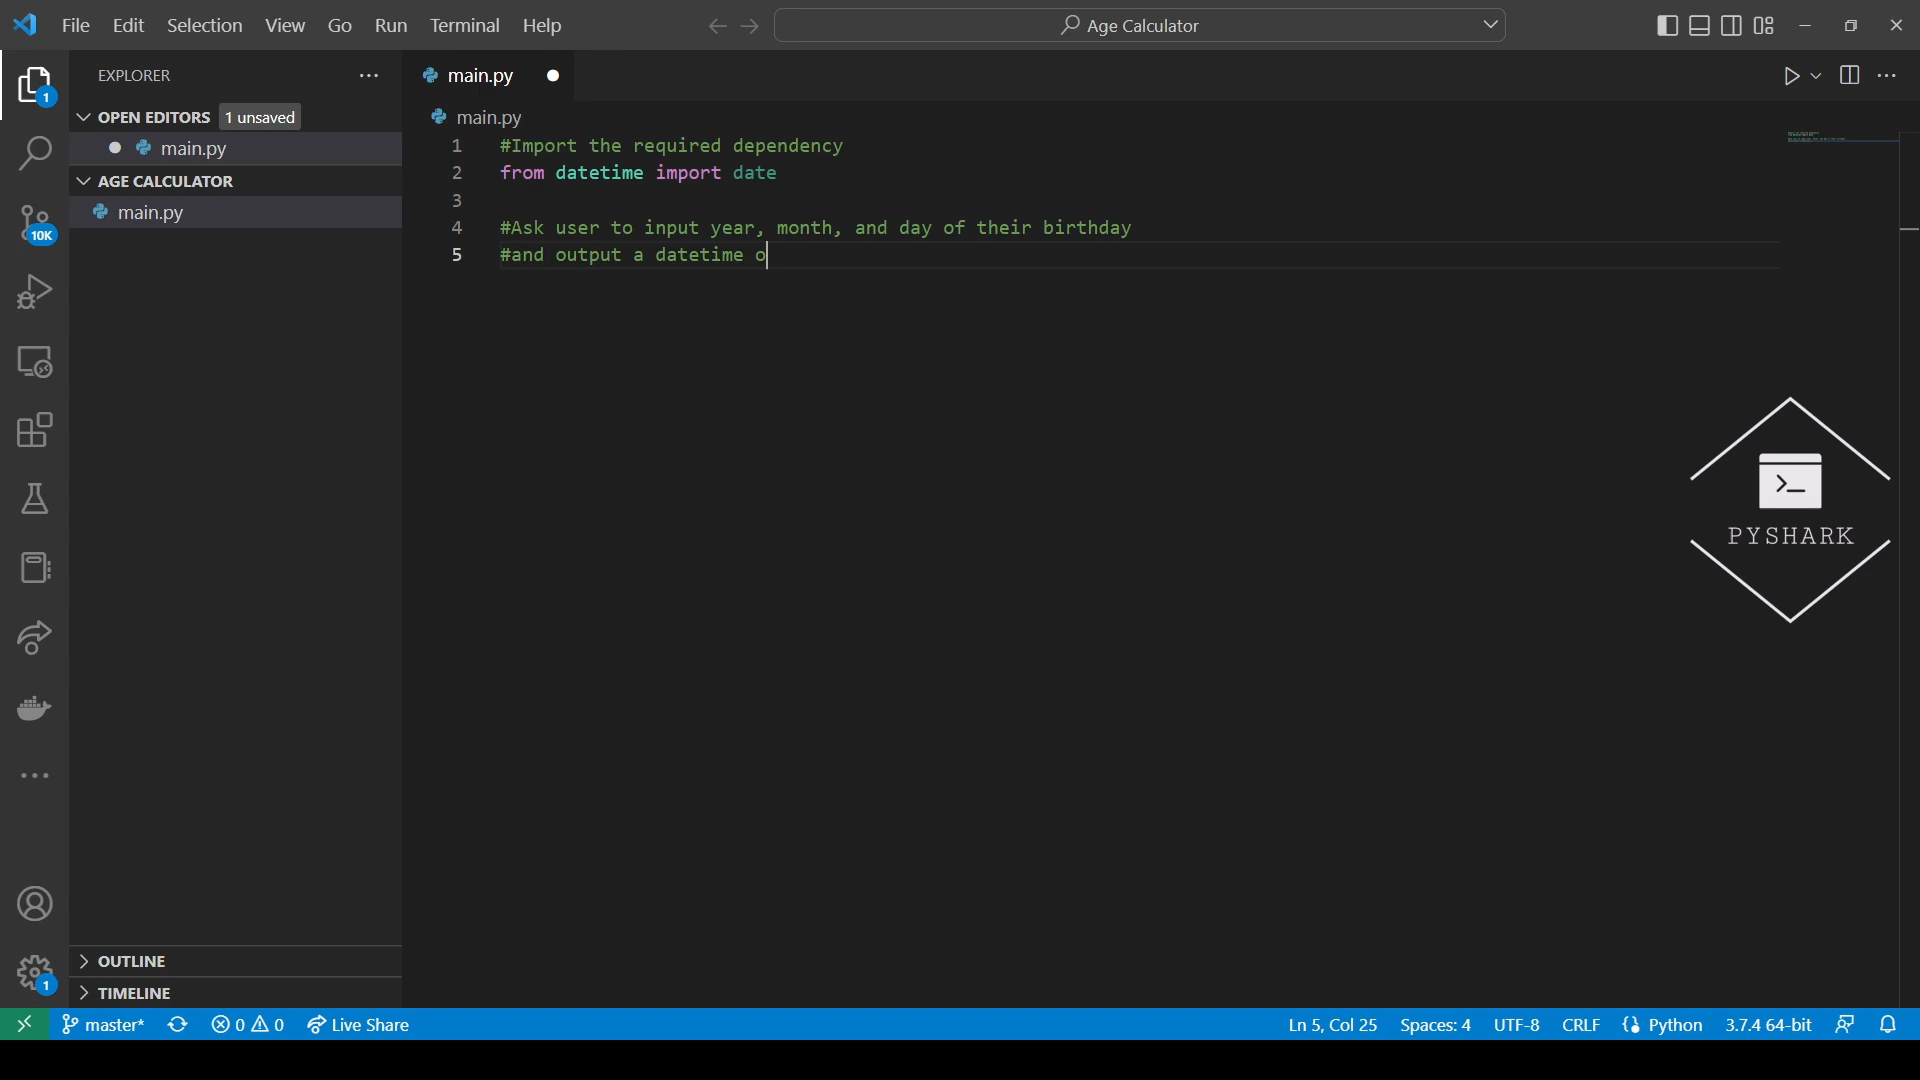 File Edit Selection View Go Run Terminal Help
Age Calculator
EXPLORER
OPEN EDITORS 1 unsaved
main.py
AGE CALCULATOR
main.py
OUTLINE
TIMELINE
1
10K
1
main.py
main.py
1 #Import the required dependency
2 from datetime import date
3
4 #Ask user to input year, month, and day of their birthday
5 #and output a datetime o
>_
PYSHARK
master* 0 0 Live Share Ln 5, Col 25 Spaces: 4 UTF-8 CRLF Python 3.7.4 64-bit